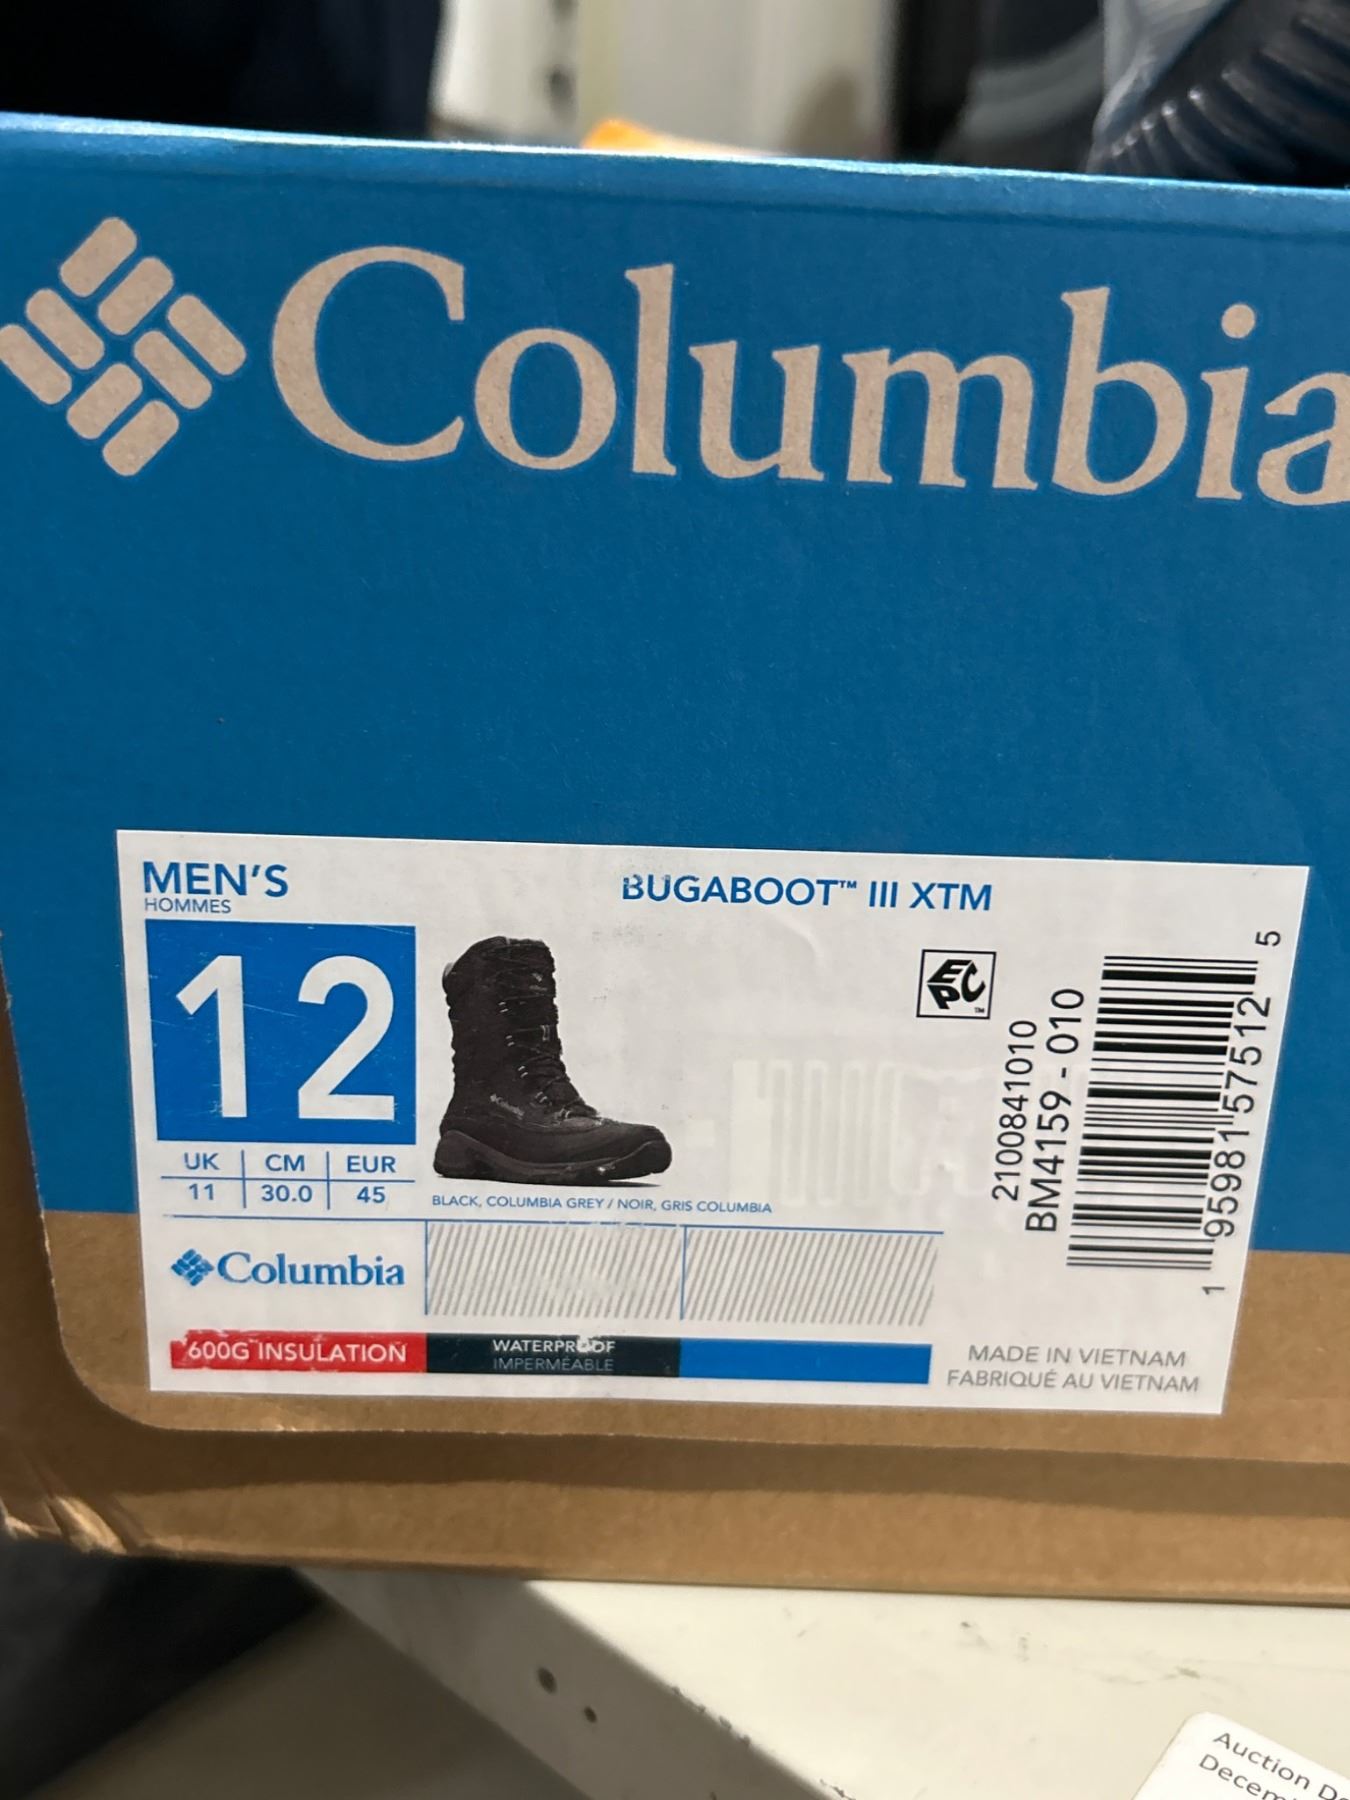 Columbia
MEN'S
HOMMES
BUGABOOT™ III XTM
12
EPC™
2100841010
BM4159 - 010
1 95981 57512 5
UK CM EUR
11 30.0 45
Columbia
BLACK, COLUMBIA GREY / NOIR, GRIS COLUMBIA
Columbia
600G INSULATION
WATERPROOF
IMPERMÉABLE
MADE IN VIETNAM
FABRIQUÉ AU VIETNAM
Auction